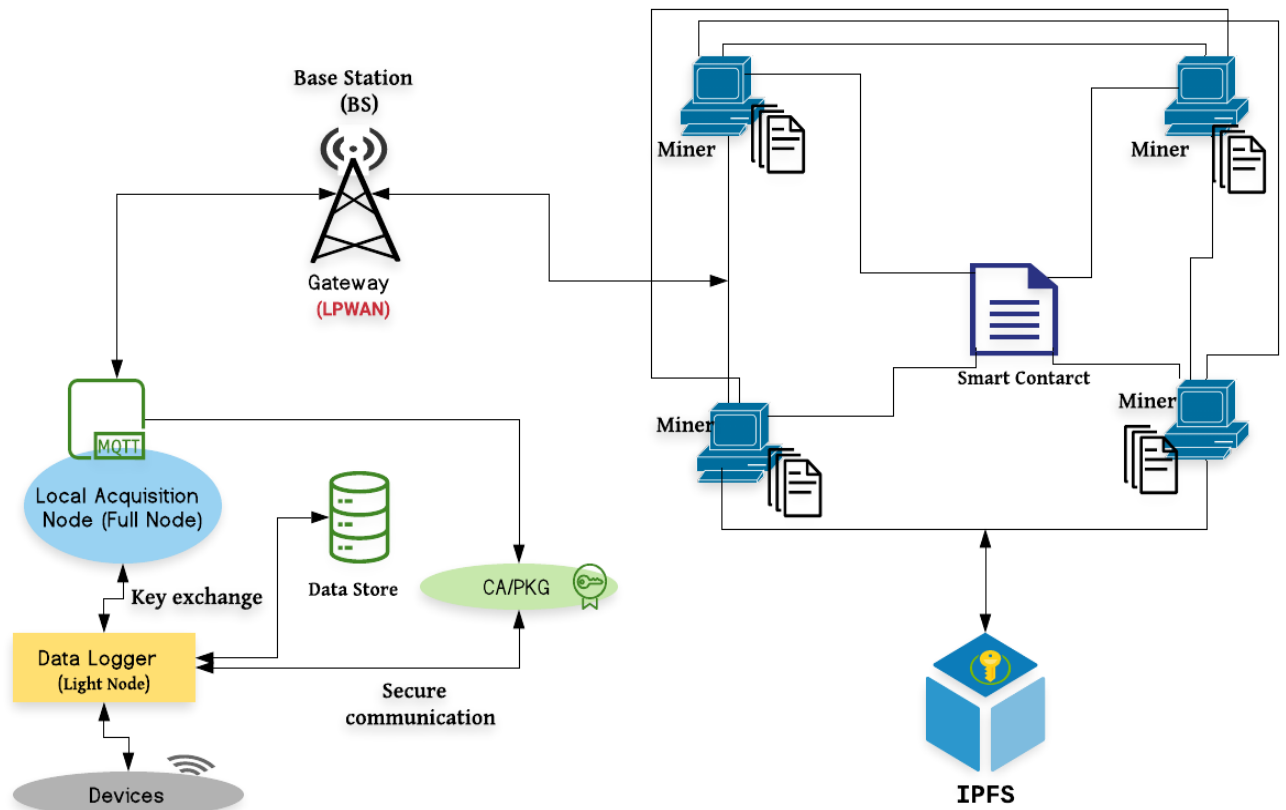 Base Station
(BS)
Gateway
(LPWAN)
Miner
Miner
Smart Contarct
Miner
Miner
MQTT
Local Acquisition
Node (Full Node)
Data Store
CA/PKG
Key exchange
Data Logger
(Light Node)
Secure
communication
Devices
IPFS